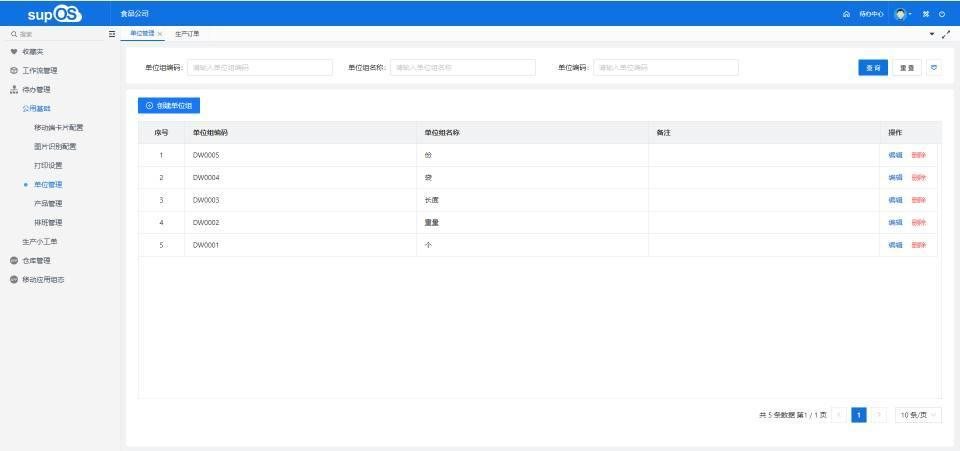 supOS 食品公司 待办中心
搜索 单位管理 生产订单
收藏夹
工作流管理
待办管理
公用基础
移动端卡片配置
图片识别配置
打印设置
单位管理
产品管理
排班管理
生产小工单
仓库管理
移动应用组态
单位组编码: 请输入单位组编码 单位组名称: 请输入单位组名称 单位编码: 请输入单位编码 查询 重置
创建单位组
序号 单位组编码 单位组名称 备注 操作
1 DW0005 份 编辑 删除
2 DW0004 袋 编辑 删除
3 DW0003 长度 编辑 删除
4 DW0002 重量 编辑 删除
5 DW0001 个 编辑 删除
共 5 条数据 第1 / 1 页 1 10 条/页